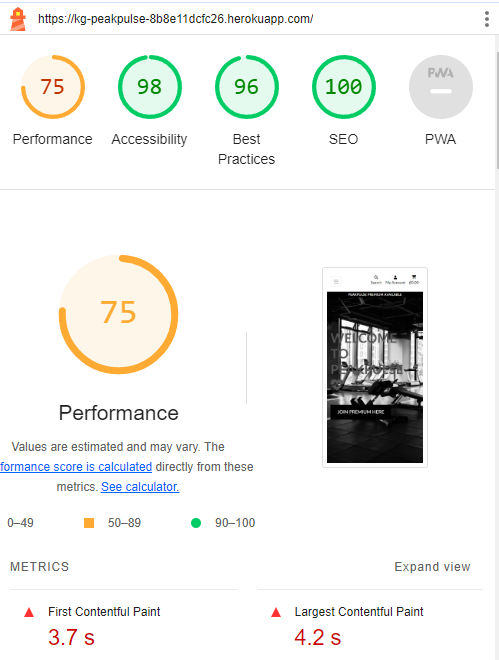 https://kg-peakpulse-8b8e11dcfc26.herokuapp.com/
75
98
96
100
PWA
Performance
Accessibility
Best
Practices
SEO
PWA
75
Performance
Values are estimated and may vary. The
formance score is calculated directly from these
metrics. See calculator.
0–49
50–89
90–100
Search
My Account
PEAKPULSE PREMIUM AVAILABLE
WELCOME
TO
JOIN PREMIUM HERE
METRICS
Expand view
First Contentful Paint
3.7 s
Largest Contentful Paint
4.2 s